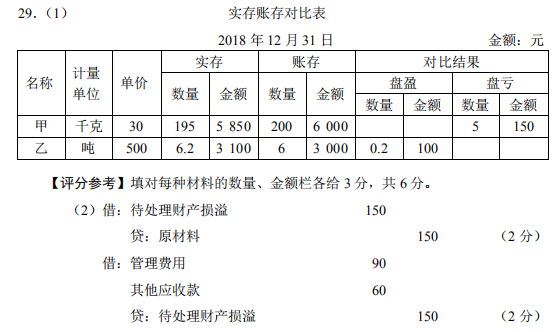 29．（1） 实存账存对比表
2018 年 12 月 31 日 金额：元
名称 计量单位 单价 实存 账存 对比结果
数量 金额 数量 金额 盘盈 盘亏
数量 金额 数量 金额
甲 千克 30 195 5 850 200 6 000 5 150
乙 吨 500 6.2 3 100 6 3 000 0.2 100
【评分参考】填对每种材料的数量、金额栏各给 3 分，共 6 分。
（2）借：待处理财产损溢 150
贷：原材料 150 （2 分）
借：管理费用 90
其他应收款 60
贷：待处理财产损溢 150 （2 分）